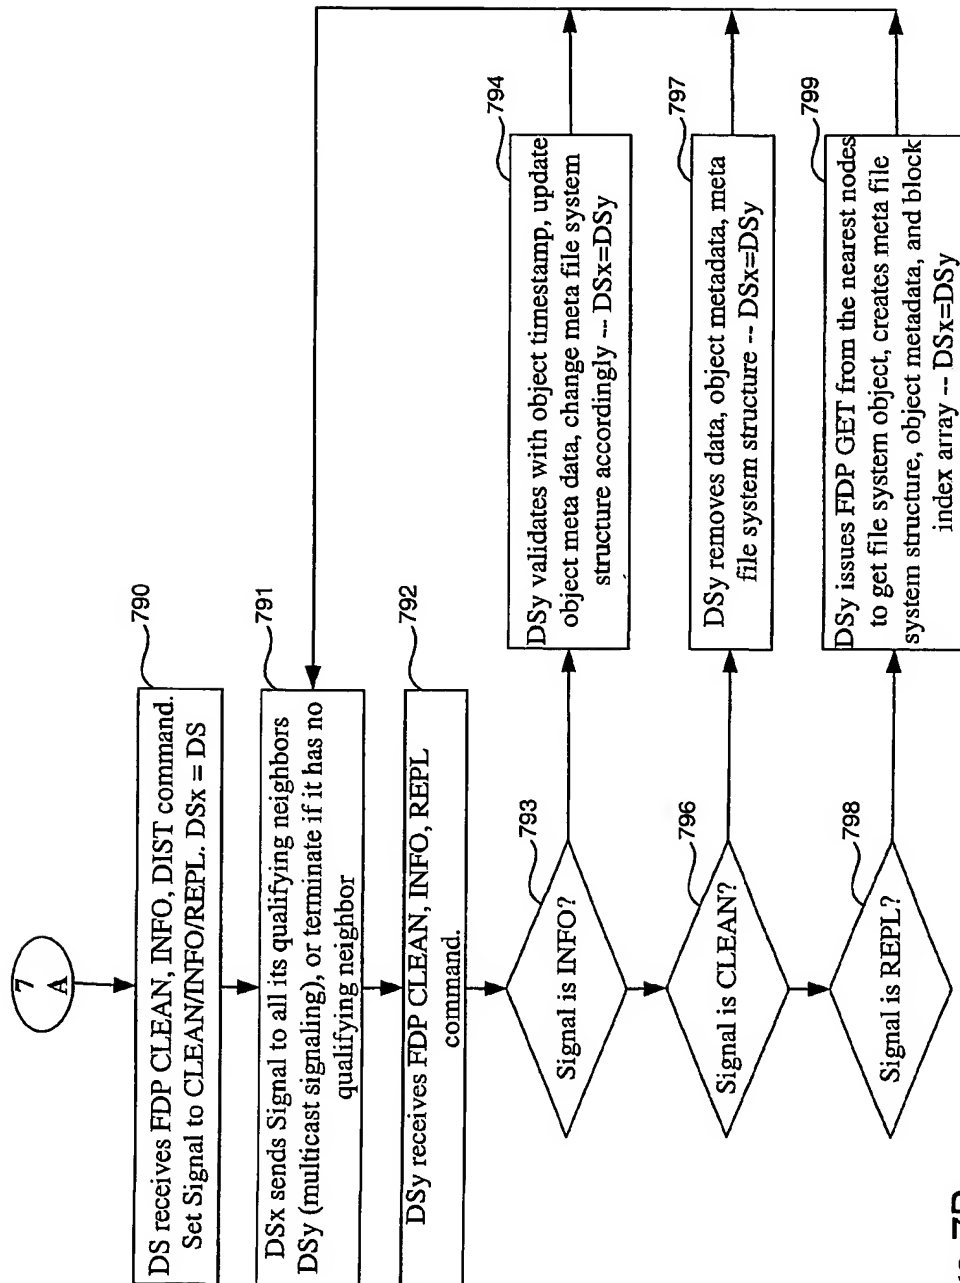 7
A
790
DS receives FDP CLEAN, INFO, DIST command.
Set Signal to CLEAN/INFO/REPL. DSx = DS
791
DSx sends Signal to all its qualifying neighbors
DSy (multicast signaling), or terminate if it has no
qualifying neighbor
792
DSy receives FDP CLEAN, INFO, REPL
command.
793
Signal is INFO?
794
DSy validates with object timestamp, update
object meta data, change meta file system
structure accordingly -- DSx=DSy
796
Signal is CLEAN?
797
DSy removes data, object metadata, meta
file system structure -- DSx=DSy
798
Signal is REPL?
799
DSy issues FDP GET from the nearest nodes
to get file system object, creates meta file
system structure, object metadata, and block
index array -- DSx=DSy